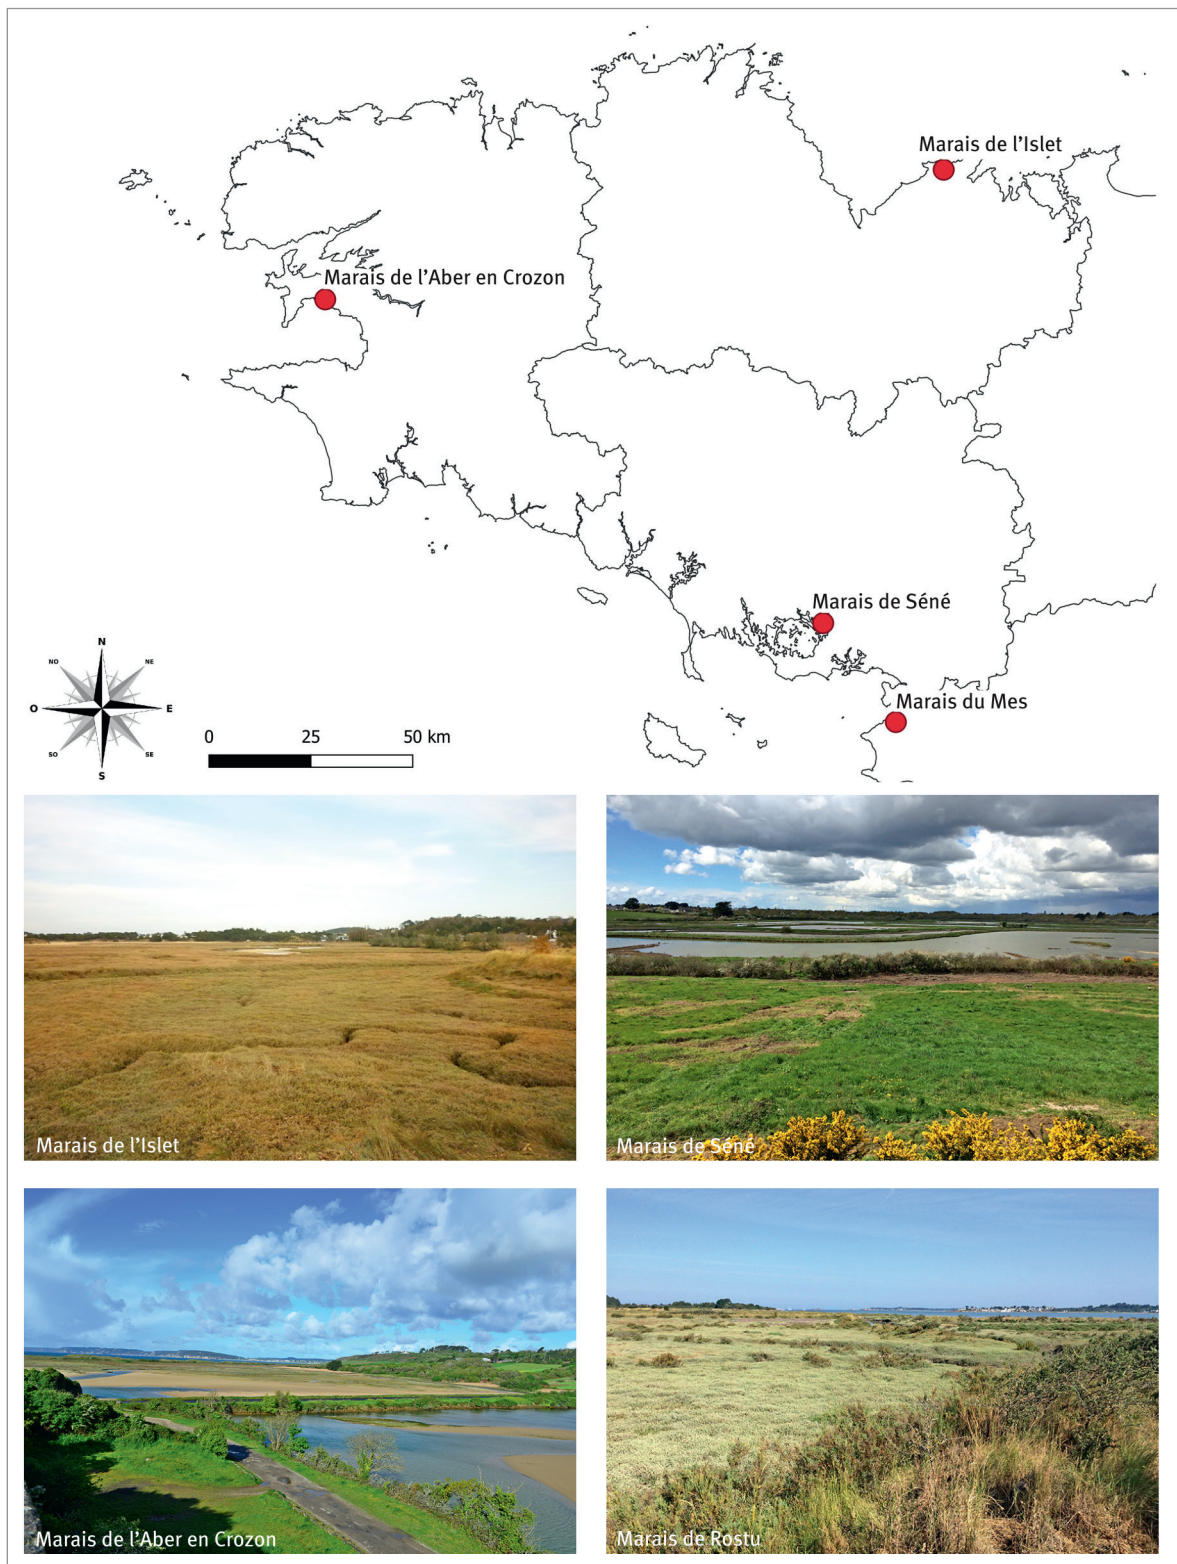 Marais de l'Islet
Marais de l'Aber en Crozon
Marais de Séné
Marais du Mes
N
NO
NE
O
E
SO
SE
S
0
25
50 km
Marais de l'Islet
Marais de Séné
Marais de l'Aber en Crozon
Marais de Rostu